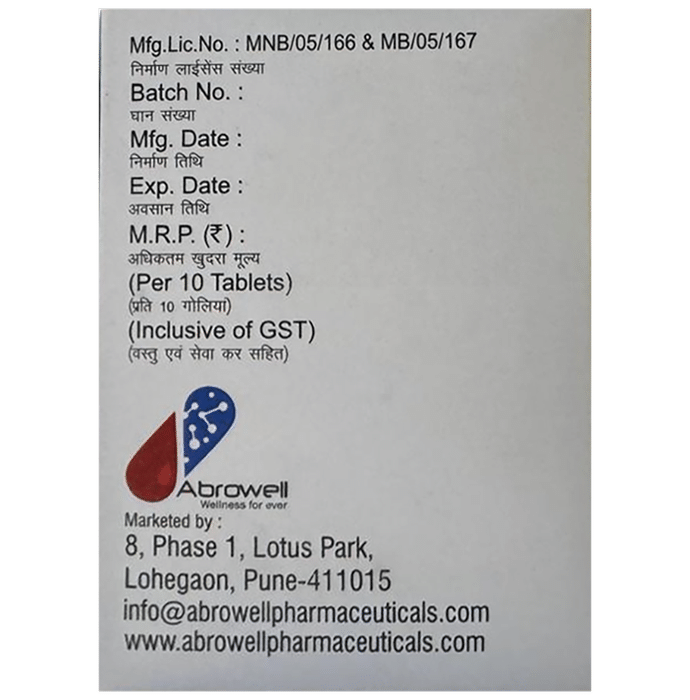 Mfg.Lic.No. : MNB/05/166 & MB/05/167
निर्माण लाईसेंस संख्या
Batch No. :
घान संख्या
Mfg. Date :
निर्माण तिथि
Exp. Date :
अवसान तिथि
M.R.P. (₹) :
अधिकतम खुदरा मूल्य
(Per 10 Tablets)
(प्रति 10 गोलियां)
(Inclusive of GST)
(वस्तु एवं सेवा कर सहित)
Abrowell
Wellness for ever
Marketed by :
8, Phase 1, Lotus Park,
Lohegaon, Pune-411015
info@abrowellpharmaceuticals.com
www.abrowellpharmaceuticals.com